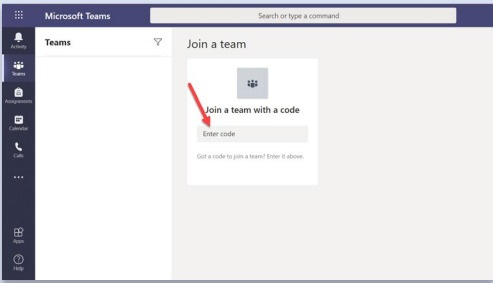 Microsoft Teams
Search or type a command
Activity
Teams
Assignments
Calendar
Calls
Apps
Help
Teams
Join a team
Join a team with a code
Enter code
Got a code to join a team? Enter it above.